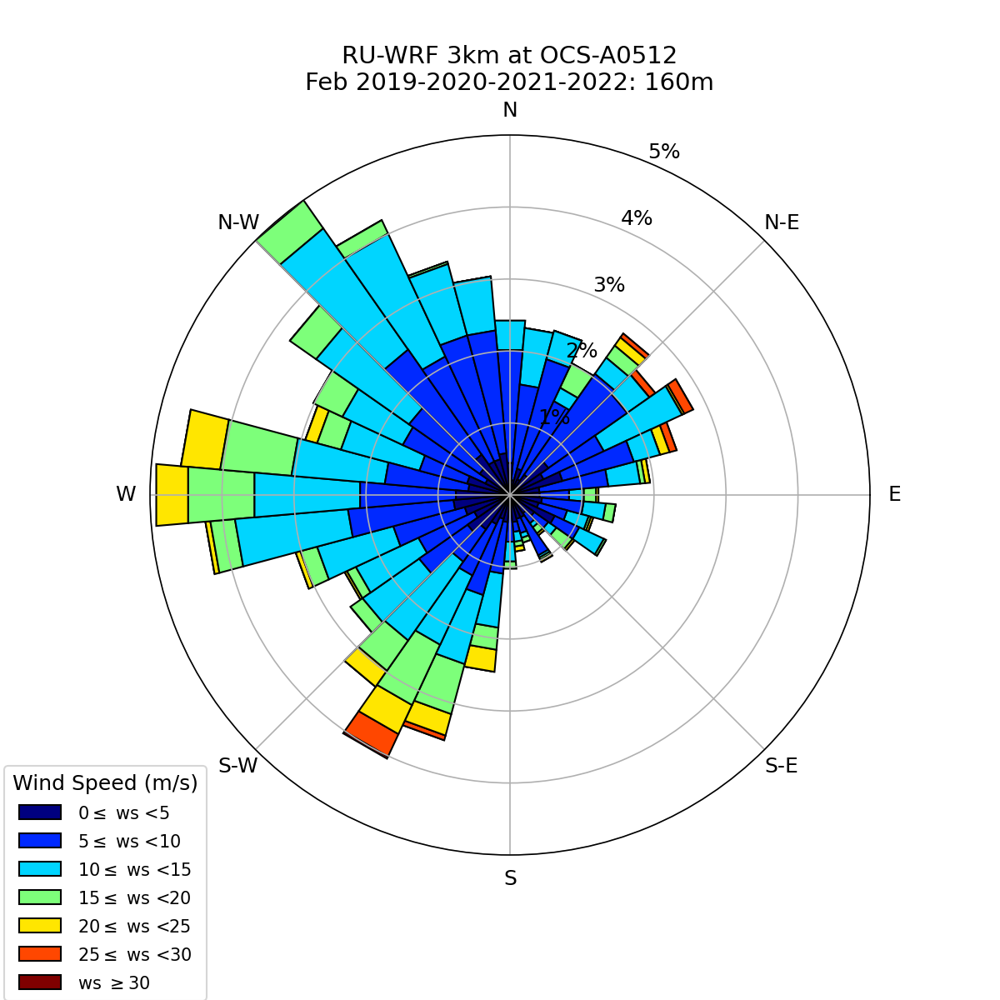 RU-WRF 3km at OCS-A0512
Feb 2019-2020-2021-2022: 160m
N
5%
4%
N-W
N-E
3%
2%
1%
W
E
S-W
S-E
S
Wind Speed (m/s)
0 ≤ ws <5
5 ≤ ws <10
10 ≤ ws <15
15 ≤ ws <20
20 ≤ ws <25
25 ≤ ws <30
ws ≥ 30